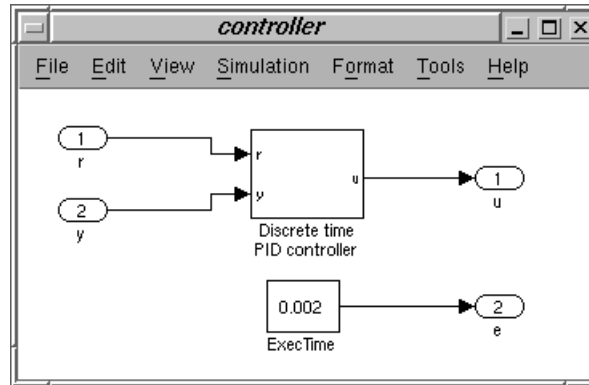 controller
File Edit View Simulation Format Tools Help
1
r
2
y
r
y
u
Discrete time
PID controller
1
u
0.002
ExecTime
2
e